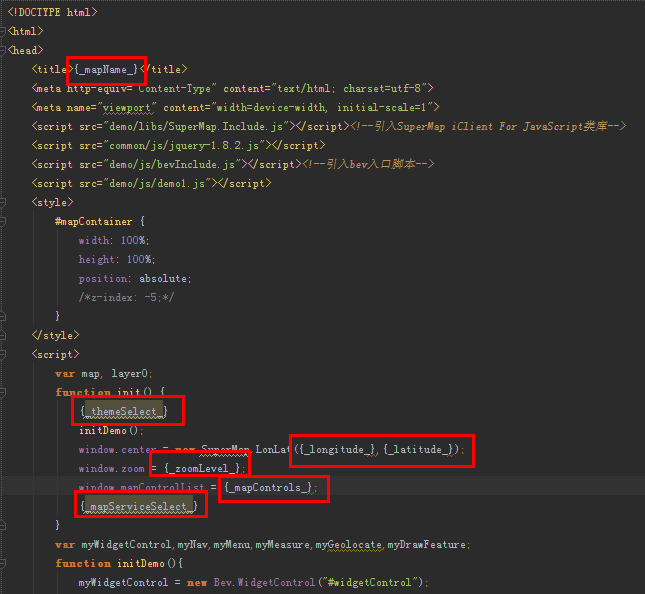 <!DOCTYPE html>
<html>
<head>
<title>{_mapName_}</title>
<meta http-equiv="Content-Type" content="text/html; charset=utf-8">
<meta name="viewport" content="width=device-width, initial-scale=1">
<script src="demo/libs/SuperMap.Include.js"></script><!--引入SuperMap iClient For JavaScript类库-->
<script src="common/js/jquery-1.8.2.js"></script>
<script src="demo/js/bevInclude.js"></script><!--引入bev入口脚本-->
<script src="demo/js/demo1.js"></script>
<style>
#mapContainer {
width: 100%;
height: 100%;
position: absolute;
/*z-index: -5;*/
}
</style>
<script>
var map, layer0;
function init() {
{_themeSelect_}
initDemo();
window.center = new SuperMap.LonLat({_longitude_},{_latitude_});
window.zoom = {_zoomLevel_};
window.mapControlList = {_mapControls_};
{_mapServiceSelect_}
}
var myWidgetControl,myNav,myMenu,myMeasure,myGeolocate,myDrawFeature;
function initDemo(){
myWidgetControl = new Bev.WidgetControl("#widgetControl");